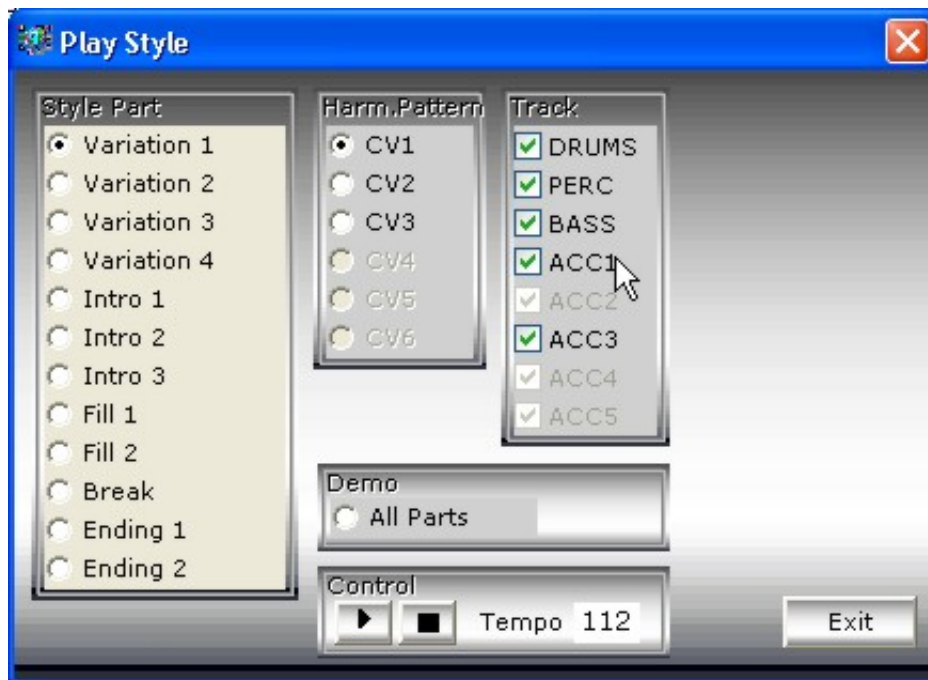 Play Style
Style Part
Variation 1
Variation 2
Variation 3
Variation 4
Intro 1
Intro 2
Intro 3
Fill 1
Fill 2
Break
Ending 1
Ending 2
Harm.Pattern
CV1
CV2
CV3
CV4
CV5
CV6
Track
DRUMS
PERC
BASS
ACC1
ACC2
ACC3
ACC4
ACC5
Demo
All Parts
Control
Tempo 112
Exit